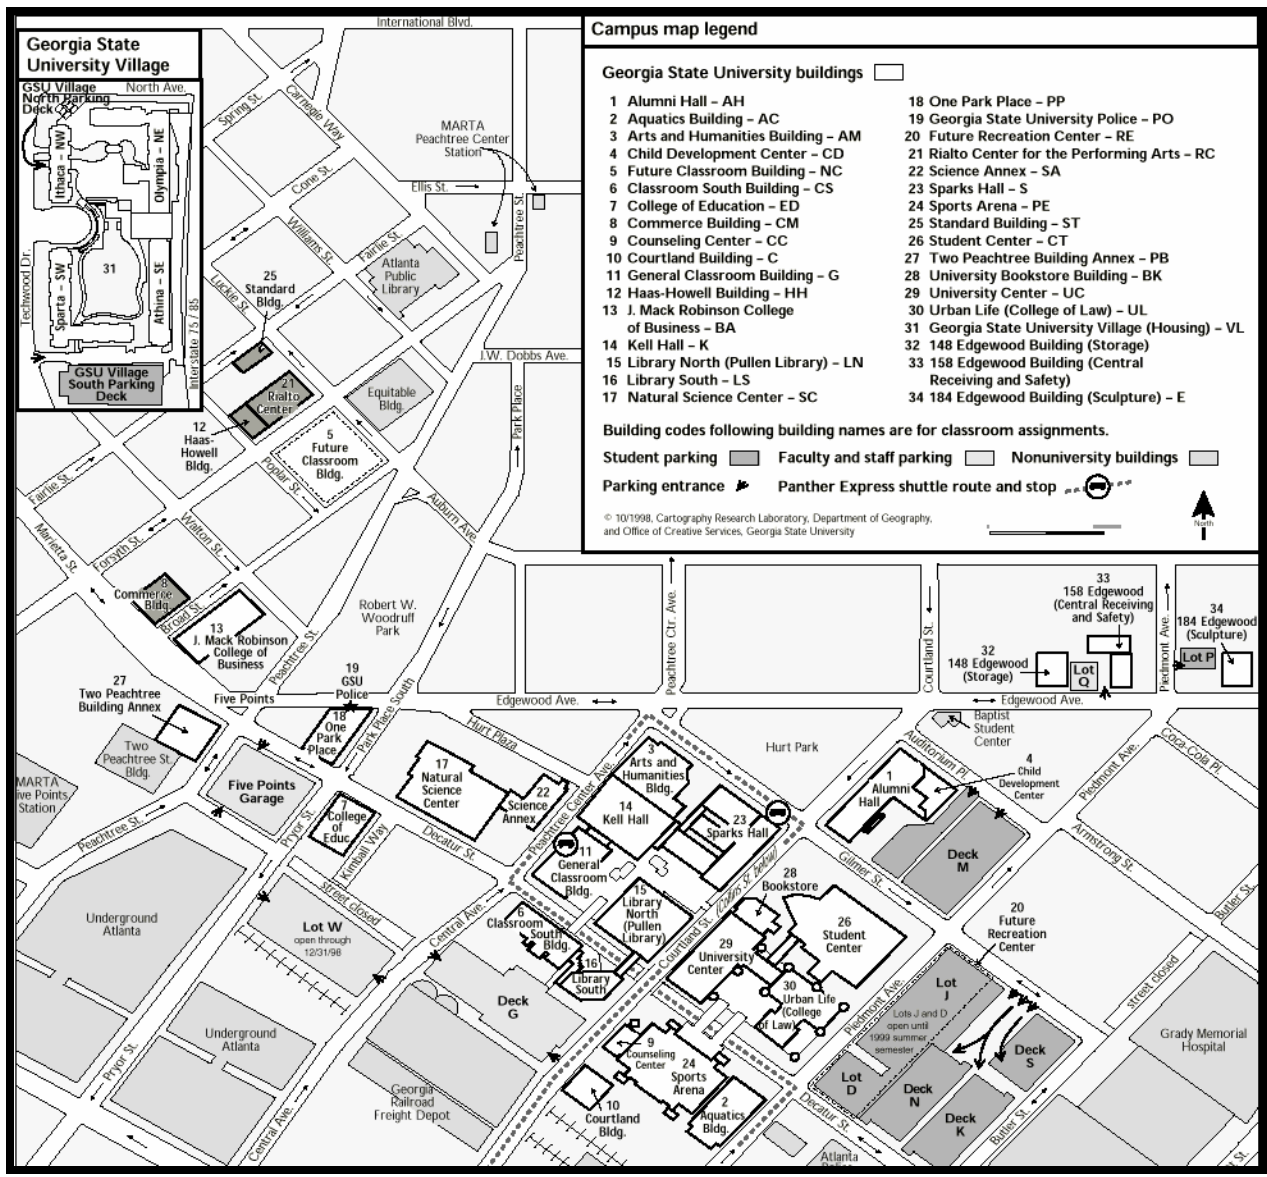 International Blvd.
Georgia State
University Village
GSU Village
North Parking
Deck
North Ave.
Ithaca – NW
Olympia – NE
31
Sparta – SW
Athina – SE
Techwood Dr.
Interstate 75 / 85
GSU Village
South Parking
Deck
Campus map legend
Georgia State University buildings
1 Alumni Hall – AH
2 Aquatics Building – AC
3 Arts and Humanities Building – AM
4 Child Development Center – CD
5 Future Classroom Building – NC
6 Classroom South Building – CS
7 College of Education – ED
8 Commerce Building – CM
9 Counseling Center – CC
10 Courtland Building – C
11 General Classroom Building – G
12 Haas-Howell Building – HH
13 J. Mack Robinson College
of Business – BA
14 Kell Hall – K
15 Library North (Pullen Library) – LN
16 Library South – LS
17 Natural Science Center – SC
18 One Park Place – PP
19 Georgia State University Police – PO
20 Future Recreation Center – RE
21 Rialto Center for the Performing Arts – RC
22 Science Annex – SA
23 Sparks Hall – S
24 Sports Arena – PE
25 Standard Building – ST
26 Student Center – CT
27 Two Peachtree Building Annex – PB
28 University Bookstore Building – BK
29 University Center – UC
30 Urban Life (College of Law) – UL
31 Georgia State University Village (Housing) – VL
32 148 Edgewood Building (Storage)
33 158 Edgewood Building (Central
Receiving and Safety)
34 184 Edgewood Building (Sculpture) – E
Building codes following building names are for classroom assignments.
Student parking
Faculty and staff parking
Nonuniversity buildings
Parking entrance
Panther Express shuttle route and stop
© 10/1998, Cartography Research Laboratory, Department of Geography,
and Office of Creative Services, Georgia State University
North
Spring St.
Carnegie Way
MARTA
Peachtree Center
Station
Cone St.
Ellis St.
Peachtree St.
Williams St.
Fairlie St.
Atlanta
Public
Library
Luckie St.
25
Standard
Bldg.
J.W. Dobbs Ave.
21
Rialto
Center
Equitable
Bldg.
Park Place
12
Haas-
Howell
Bldg.
5
Future
Classroom
Bldg.
Poplar St.
Fairlie St.
Walton St.
Auburn Ave.
Marietta St.
Forsyth St.
8
Commerce
Bldg.
Broad St.
13
J. Mack Robinson
College of
Business
Peachtree St.
Robert W.
Woodruff
Park
Peachtree Ctr. Ave.
Courtland St.
Piedmont Ave.
33
158 Edgewood
(Central Receiving
and Safety)
34
184 Edgewood
(Sculpture)
32
148 Edgewood
(Storage)
Lot
Q
Lot P
19
GSU
Police
27
Two Peachtree
Building Annex
Five Points
Edgewood Ave.
Edgewood Ave.
Park Place South
18
One
Park
Place
Hurt Plaza
Hurt Park
Baptist
Student
Center
Auditorium Pl.
Coca-Cola Pl.
Two
Peachtree St.
Bldg.
MARTA
ive Points
Station
Five Points
Garage
17
Natural
Science
Center
22
Science
Annex
3
Arts and
Humanities
Bldg.
14
Kell Hall
23
Sparks Hall
1
Alumni
Hall
4
Child
Development
Center
Piedmont Ave.
Armstrong St.
Peachtree Center Ave.
7
College
of
Educ.
Pryor St.
Kimball Way
Decatur St.
Peachtree St.
11
General
Classroom
Bldg.
Gilmer St.
Deck
M
28
Bookstore
street closed
15
Library
North
(Pullen
Library)
Courtland St. (Collins St. below)
Butler St.
Underground
Atlanta
Lot W
open through
12/31/98
Central Ave.
6
Classroom
South
Bldg.
26
Student
Center
20
Future
Recreation
Center
29
University
Center
16
Library
South
30
Urban Life
(College
of Law)
Piedmont Ave.
Lot
J
street closed
Deck
G
Lots J and D
open until
1999 summer
semester
Grady Memorial
Hospital
Underground
Atlanta
9
Counseling
Center
24
Sports
Arena
Deck
S
Pryor St.
Lot
D
Deck
N
Georgia
Railroad
Freight Depot
10
Courtland
Bldg.
2
Aquatics
Bldg.
Decatur St.
Deck
K
Butler St.
Central Ave.
Atlanta